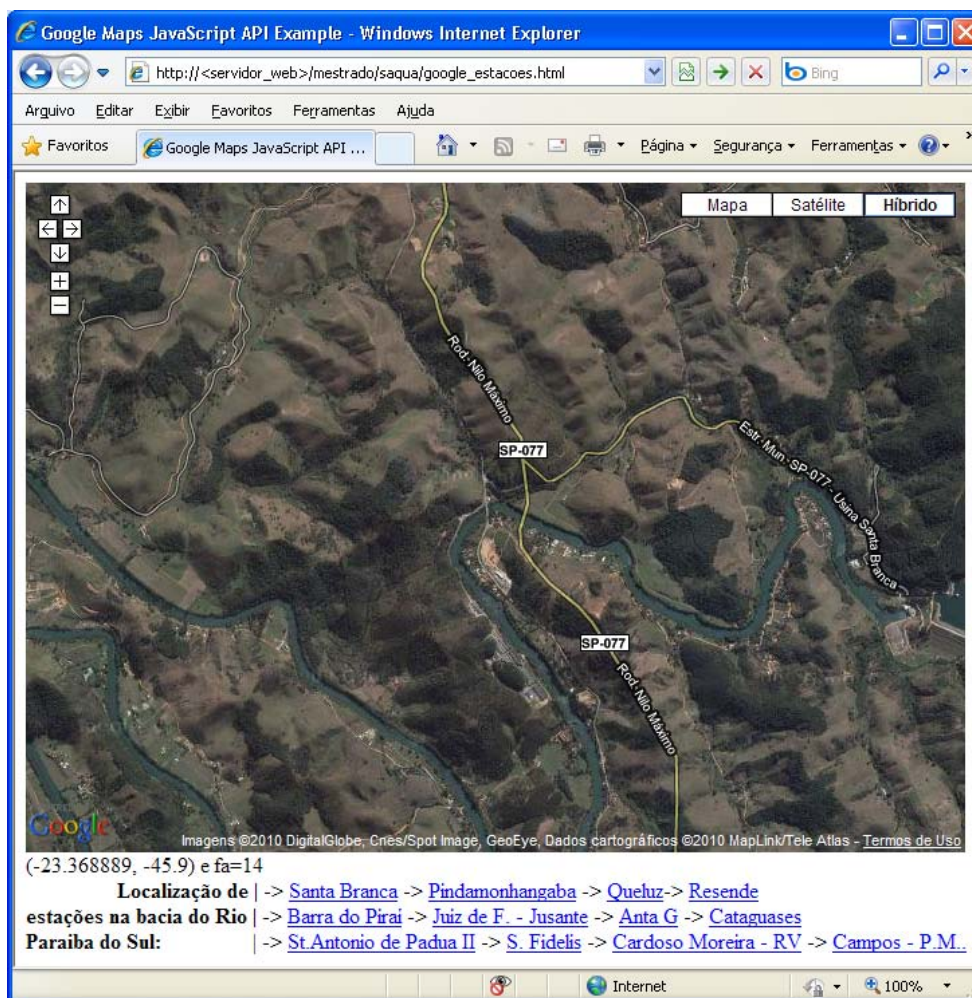 Google Maps JavaScript API Example - Windows Internet Explorer
http://<servidor_web>/mestrado/saqua/google_estacoes.html
Bing
Arquivo Editar Exibir Favoritos Ferramentas Ajuda
Favoritos Google Maps JavaScript API ... Página Segurança Ferramentas
Mapa Satélite Híbrido
Rod. Nilo Máximo
SP-077
Estr. Mun. SP-077 - Usina Santa Branca
SP-077
Rod. Nilo Máximo
Google
Imagens ©2010 DigitalGlobe, Cnes/Spot Image, GeoEye, Dados cartográficos ©2010 MapLink/Tele Atlas - Termos de Uso
(-23.368889, -45.9) e fa=14
Localização de | -> Santa Branca -> Pindamonhangaba -> Queluz-> Resende
estações na bacia do Rio | -> Barra do Pirai -> Juiz de F. - Jusante -> Anta G -> Cataguases
Paraiba do Sul: | -> St.Antonio de Padua II -> S. Fidelis -> Cardoso Moreira - RV -> Campos - P.M..
Internet 100%